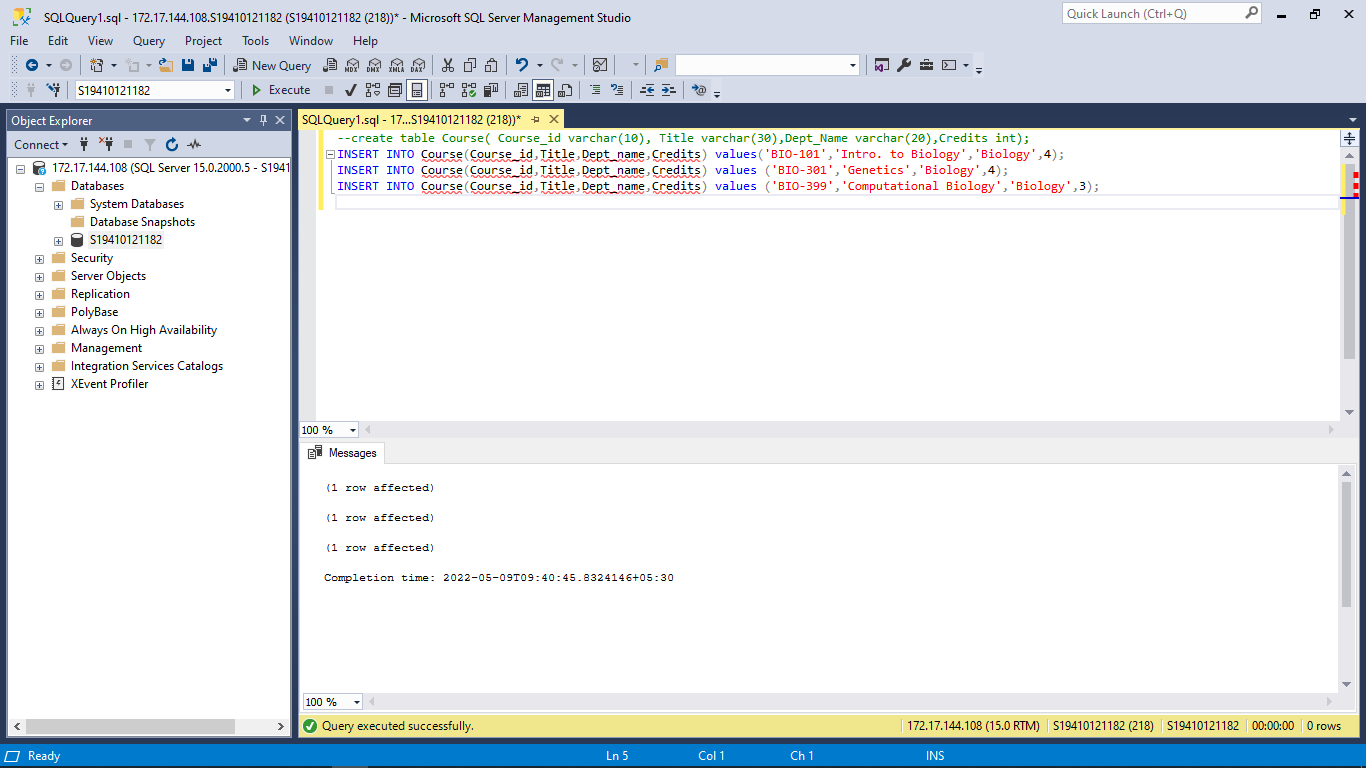 SQLQuery1.sql - 172.17.144.108.S19410121182 (S19410121182 (218))* - Microsoft SQL Server Management Studio
Quick Launch (Ctrl+Q)
File Edit View Query Project Tools Window Help
New Query MDX DMX XMLA DAX
S19410121182 Execute
Object Explorer
SQLQuery1.sql - 17...S19410121182 (218))*
Connect
172.17.144.108 (SQL Server 15.0.2000.5 - S1941
Databases
System Databases
Database Snapshots
S19410121182
Security
Server Objects
Replication
PolyBase
Always On High Availability
Management
Integration Services Catalogs
XEvent Profiler
--create table Course( Course_id varchar(10), Title varchar(30),Dept_Name varchar(20),Credits int);
INSERT INTO Course(Course_id,Title,Dept_name,Credits) values('BIO-101','Intro. to Biology','Biology',4);
INSERT INTO Course(Course_id,Title,Dept_name,Credits) values ('BIO-301','Genetics','Biology',4);
INSERT INTO Course(Course_id,Title,Dept_name,Credits) values ('BIO-399','Computational Biology','Biology',3);
100 %
Messages
(1 row affected)
(1 row affected)
(1 row affected)
Completion time: 2022-05-09T09:40:45.8324146+05:30
100 %
Query executed successfully. 172.17.144.108 (15.0 RTM) S19410121182 (218) S19410121182 00:00:00 0 rows
Ready Ln 5 Col 1 Ch 1 INS